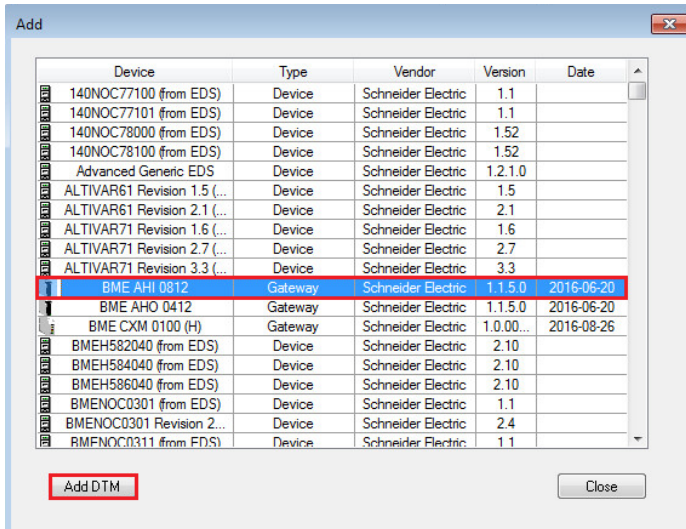 Add
Device Type Vendor Version Date
140NOC77100 (from EDS) Device Schneider Electric 1.1
140NOC77101 (from EDS) Device Schneider Electric 1.1
140NOC78000 (from EDS) Device Schneider Electric 1.52
140NOC78100 (from EDS) Device Schneider Electric 1.52
Advanced Generic EDS Device Schneider Electric 1.2.1.0
ALTIVAR61 Revision 1.5 (... Device Schneider Electric 1.5
ALTIVAR61 Revision 2.1 (... Device Schneider Electric 2.1
ALTIVAR71 Revision 1.6 (... Device Schneider Electric 1.6
ALTIVAR71 Revision 2.7 (... Device Schneider Electric 2.7
ALTIVAR71 Revision 3.3 (... Device Schneider Electric 3.3
BME AHI 0812 Gateway Schneider Electric 1.1.5.0 2016-06-20
BME AHO 0412 Gateway Schneider Electric 1.1.5.0 2016-06-20
BME CXM 0100 (H) Gateway Schneider Electric 1.0.00... 2016-08-26
BMEH582040 (from EDS) Device Schneider Electric 2.10
BMEH584040 (from EDS) Device Schneider Electric 2.10
BMEH586040 (from EDS) Device Schneider Electric 2.10
BMENOC0301 (from EDS) Device Schneider Electric 1.1
BMENOC0301 Revision 2... Device Schneider Electric 2.4
BMENOC0311 (from EDS) Device Schneider Electric 1.1
Add DTM Close